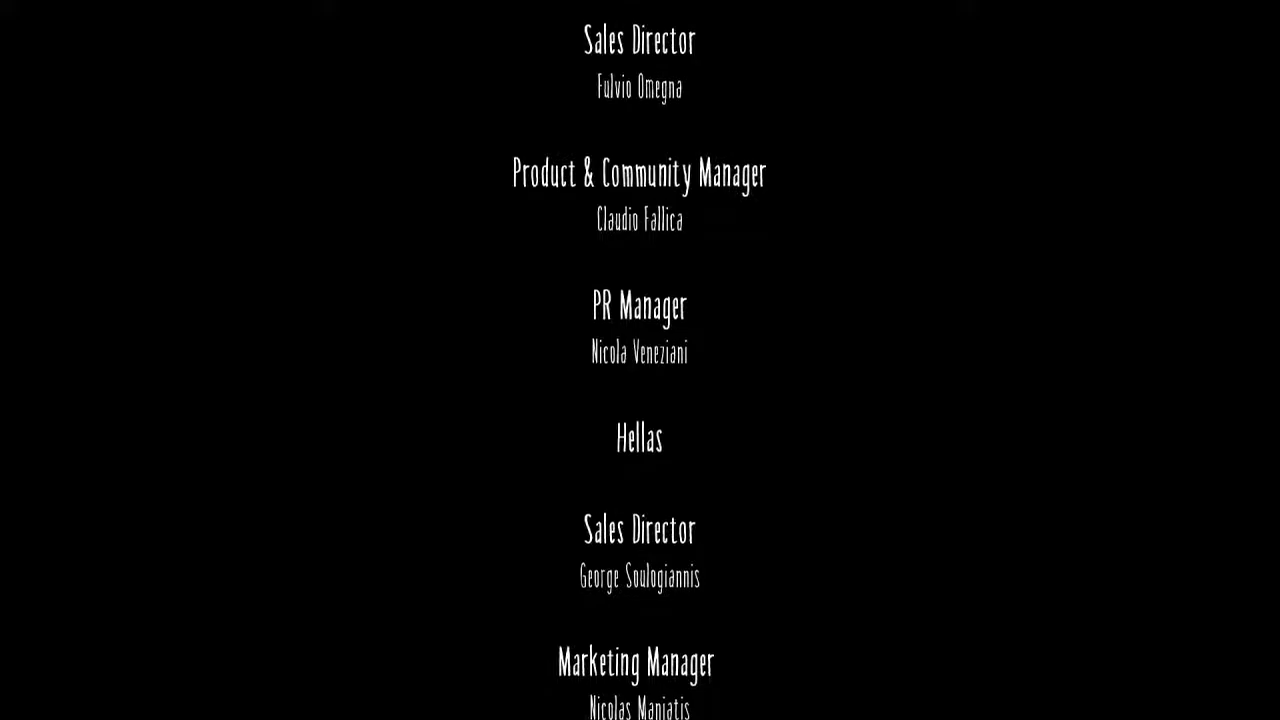 Sales Director
Fulvio Omegna
Product & Community Manager
Claudio Fallica
PR Manager
Nicola Veneziani
Hellas
Sales Director
George Soulogiannis
Marketing Manager
Nicolas Maniatis